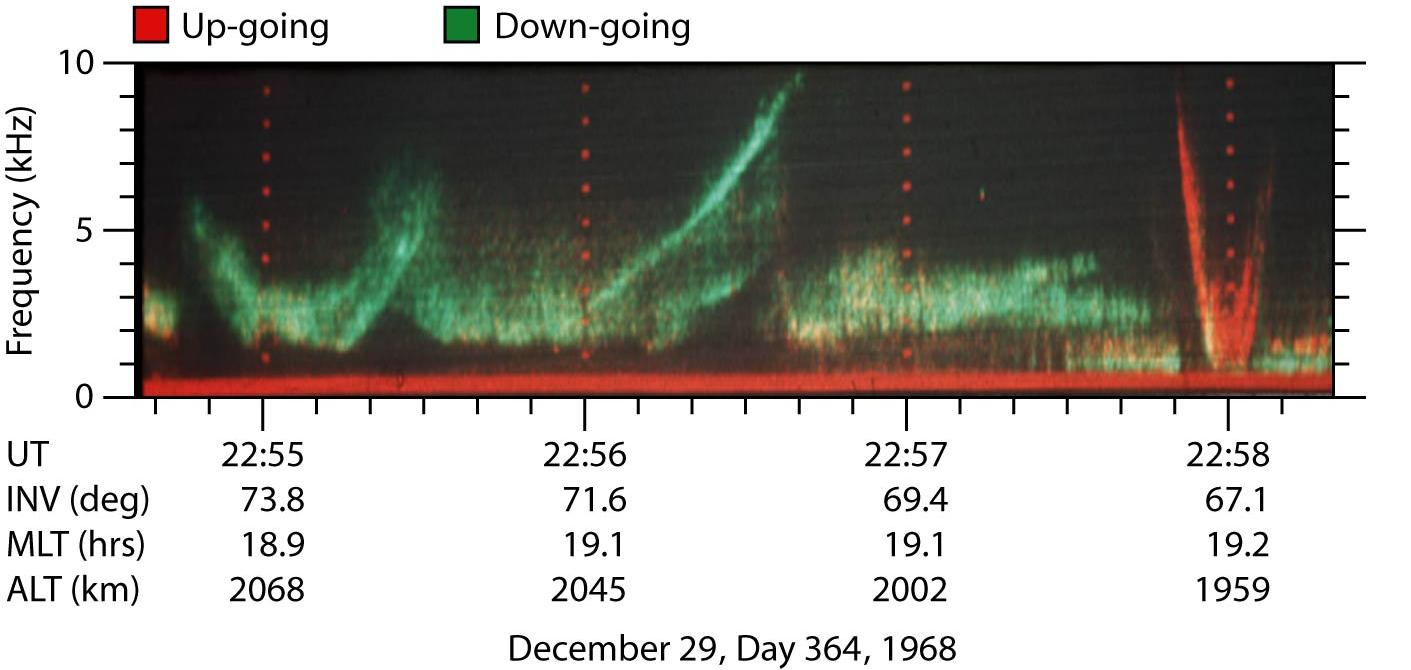 Up-going Down-going
10
Frequency (kHz)
5
0
UT 22:55 22:56 22:57 22:58
INV (deg) 73.8 71.6 69.4 67.1
MLT (hrs) 18.9 19.1 19.1 19.2
ALT (km) 2068 2045 2002 1959
December 29, Day 364, 1968